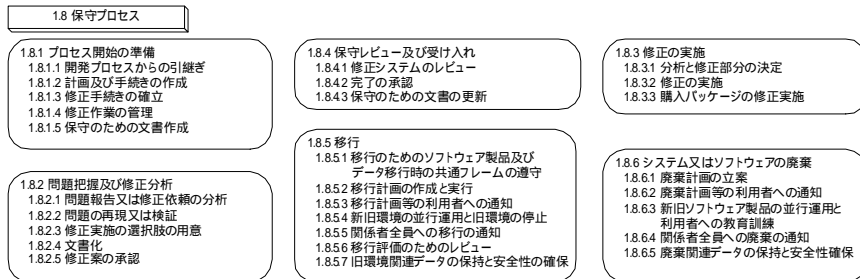 1.8 保守プロセス
1.8.1 プロセス開始の準備
1.8.1.1 開発プロセスからの引継ぎ
1.8.1.2 計画及び手続きの作成
1.8.1.3 修正手続きの確立
1.8.1.4 修正作業の管理
1.8.1.5 保守のための文書作成
1.8.2 問題把握及び修正分析
1.8.2.1 問題報告又は修正依頼の分析
1.8.2.2 問題の再現又は検証
1.8.2.3 修正実施の選択肢の用意
1.8.2.4 文書化
1.8.2.5 修正案の承認
1.8.4 保守レビュー及び受け入れ
1.8.4.1 修正システムのレビュー
1.8.4.2 完了の承認
1.8.4.3 保守のための文書の更新
1.8.5 移行
1.8.5.1 移行のためのソフトウェア製品及び
データ移行時の共通フレームの遵守
1.8.5.2 移行計画の作成と実行
1.8.5.3 移行計画等の利用者への通知
1.8.5.4 新旧環境の並行運用と旧環境の停止
1.8.5.5 関係者全員への移行の通知
1.8.5.6 移行評価のためのレビュー
1.8.5.7 旧環境関連データの保持と安全性の確保
1.8.3 修正の実施
1.8.3.1 分析と修正部分の決定
1.8.3.2 修正の実施
1.8.3.3 購入パッケージの修正実施
1.8.6 システム又はソフトウェアの廃棄
1.8.6.1 廃棄計画の立案
1.8.6.2 廃棄計画等の利用者への通知
1.8.6.3 新旧ソフトウェア製品の並行運用と
利用者への教育訓練
1.8.6.4 関係者全員への廃棄の通知
1.8.6.5 廃棄関連データの保持と安全性確保